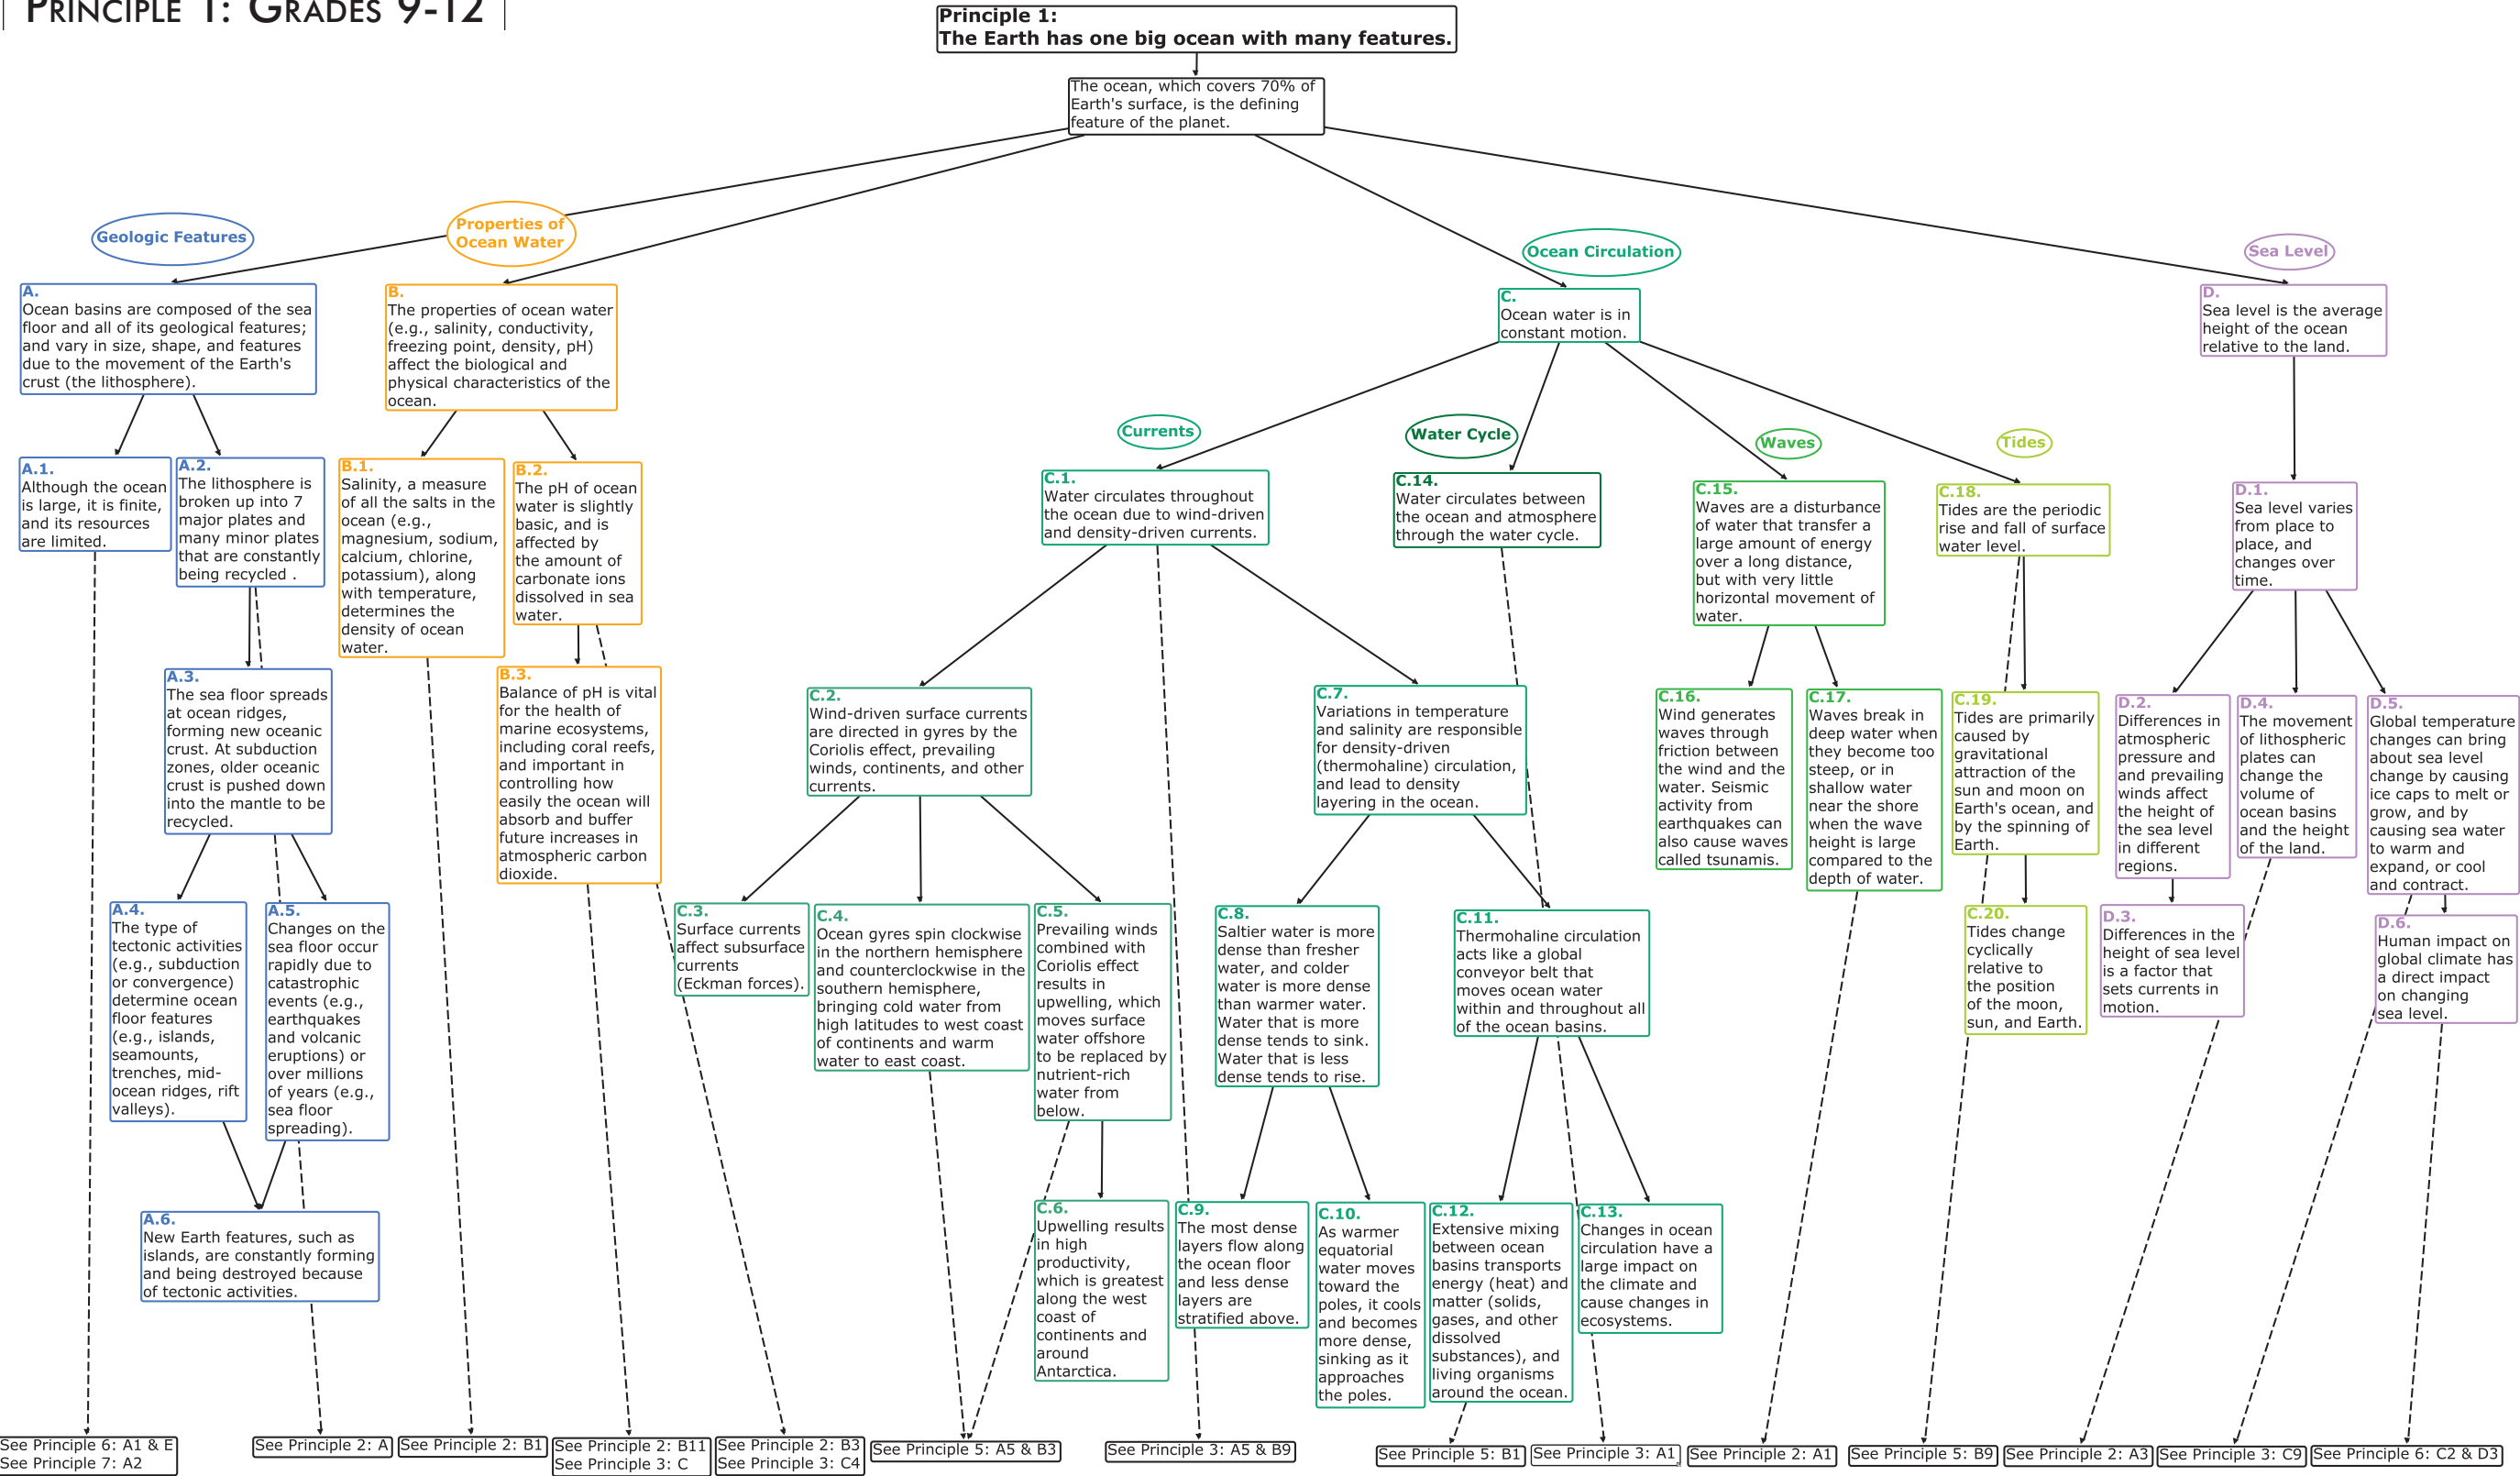 PRINCIPLE 1: GRADES 9-12
Principle 1:
The Earth has one big ocean with many features.
The ocean, which covers 70% of
Earth's surface, is the defining
feature of the planet.
Geologic Features
Properties of
Ocean Water
Ocean Circulation
Sea Level
A.
Ocean basins are composed of the sea
floor and all of its geological features;
and vary in size, shape, and features
due to the movement of the Earth's
crust (the lithosphere).
B.
The properties of ocean water
(e.g., salinity, conductivity,
freezing point, density, pH)
affect the biological and
physical characteristics of the
ocean.
C.
Ocean water is in
constant motion.
D.
Sea level is the average
height of the ocean
relative to the land.
Currents
Water Cycle
Waves
Tides
A.1.
Although the ocean
is large, it is finite,
and its resources
are limited.
A.2.
The lithosphere is
broken up into 7
major plates and
many minor plates
that are constantly
being recycled .
B.1.
Salinity, a measure
of all the salts in the
ocean (e.g.,
magnesium, sodium,
calcium, chlorine,
potassium), along
with temperature,
determines the
density of ocean
water.
B.2.
The pH of ocean
water is slightly
basic, and is
affected by
the amount of
carbonate ions
dissolved in sea
water.
C.1.
Water circulates throughout
the ocean due to wind-driven
and density-driven currents.
C.14.
Water circulates between
the ocean and atmosphere
through the water cycle.
C.15.
Waves are a disturbance
of water that transfer a
large amount of energy
over a long distance,
but with very little
horizontal movement of
water.
C.18.
Tides are the periodic
rise and fall of surface
water level.
D.1.
Sea level varies
from place to
place, and
changes over
time.
A.3.
The sea floor spreads
at ocean ridges,
forming new oceanic
crust. At subduction
zones, older oceanic
crust is pushed down
into the mantle to be
recycled.
B.3.
Balance of pH is vital
for the health of
marine ecosystems,
including coral reefs,
and important in
controlling how
easily the ocean will
absorb and buffer
future increases in
atmospheric carbon
dioxide.
C.2.
Wind-driven surface currents
are directed in gyres by the
Coriolis effect, prevailing
winds, continents, and other
currents.
C.7.
Variations in temperature
and salinity are responsible
for density-driven
(thermohaline) circulation,
and lead to density
layering in the ocean.
C.16.
Wind generates
waves through
friction between
the wind and the
water. Seismic
activity from
earthquakes can
also cause waves
called tsunamis.
C.17.
Waves break in
deep water when
they become too
steep, or in
shallow water
near the shore
when the wave
height is large
compared to the
depth of water.
C.19.
Tides are primarily
caused by
gravitational
attraction of the
sun and moon on
Earth's ocean, and
by the spinning of
Earth.
D.2.
Differences in
atmospheric
pressure and
and prevailing
winds affect
the height of
the sea level
in different
regions.
D.4.
The movement
of lithospheric
plates can
change the
volume of
ocean basins
and the height
of the land.
D.5.
Global temperature
changes can bring
about sea level
change by causing
ice caps to melt or
grow, and by
causing sea water
to warm and
expand, or cool
and contract.
A.4.
The type of
tectonic activities
(e.g., subduction
or convergence)
determine ocean
floor features
(e.g., islands,
seamounts,
trenches, mid-
ocean ridges, rift
valleys).
A.5.
Changes on the
sea floor occur
rapidly due to
catastrophic
events (e.g.,
earthquakes
and volcanic
eruptions) or
over millions
of years (e.g.,
sea floor
spreading).
C.3.
Surface currents
affect subsurface
currents
(Eckman forces).
C.4.
Ocean gyres spin clockwise
in the northern hemisphere
and counterclockwise in the
southern hemisphere,
bringing cold water from
high latitudes to west coast
of continents and warm
water to east coast.
C.5.
Prevailing winds
combined with
Coriolis effect
results in
upwelling, which
moves surface
water offshore
to be replaced by
nutrient-rich
water from
below.
C.8.
Saltier water is more
dense than fresher
water, and colder
water is more dense
than warmer water.
Water that is more
dense tends to sink.
Water that is less
dense tends to rise.
C.11.
Thermohaline circulation
acts like a global
conveyor belt that
moves ocean water
within and throughout all
of the ocean basins.
C.20.
Tides change
cyclically
relative to
the position
of the moon,
sun, and Earth.
D.3.
Differences in the
height of sea level
is a factor that
sets currents in
motion.
D.6.
Human impact on
global climate has
a direct impact
on changing
sea level.
A.6.
New Earth features, such as
islands, are constantly forming
and being destroyed because
of tectonic activities.
C.6.
Upwelling results
in high
productivity,
which is greatest
along the west
coast of
continents and
around
Antarctica.
C.9.
The most dense
layers flow along
the ocean floor
and less dense
layers are
stratified above.
C.10.
As warmer
equatorial
water moves
toward the
poles, it cools
and becomes
more dense,
sinking as it
approaches
the poles.
C.12.
Extensive mixing
between ocean
basins transports
energy (heat) and
matter (solids,
gases, and other
dissolved
substances), and
living organisms
around the ocean.
C.13.
Changes in ocean
circulation have a
large impact on
the climate and
cause changes in
ecosystems.
See Principle 6: A1 & E
See Principle 7: A2
See Principle 2: A
See Principle 2: B1
See Principle 2: B11
See Principle 3: C
See Principle 2: B3
See Principle 3: C4
See Principle 5: A5 & B3
See Principle 3: A5 & B9
See Principle 5: B1
See Principle 3: A1
See Principle 2: A1
See Principle 5: B9
See Principle 2: A3
See Principle 3: C9
See Principle 6: C2 & D3